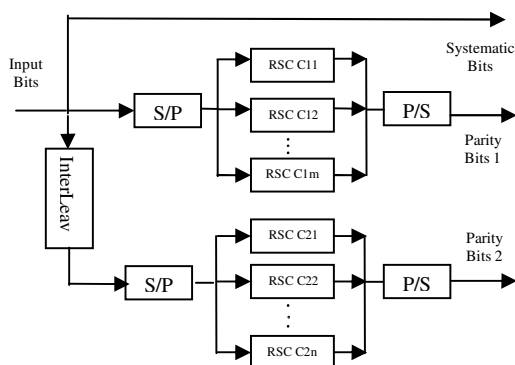 Input
Bits
Systematic
Bits
S/P
RSC C11
RSC C12
⋮
RSC C1m
P/S
Parity
Bits 1
InterLeav
S/P
RSC C21
RSC C22
⋮
RSC C2n
P/S
Parity
Bits 2